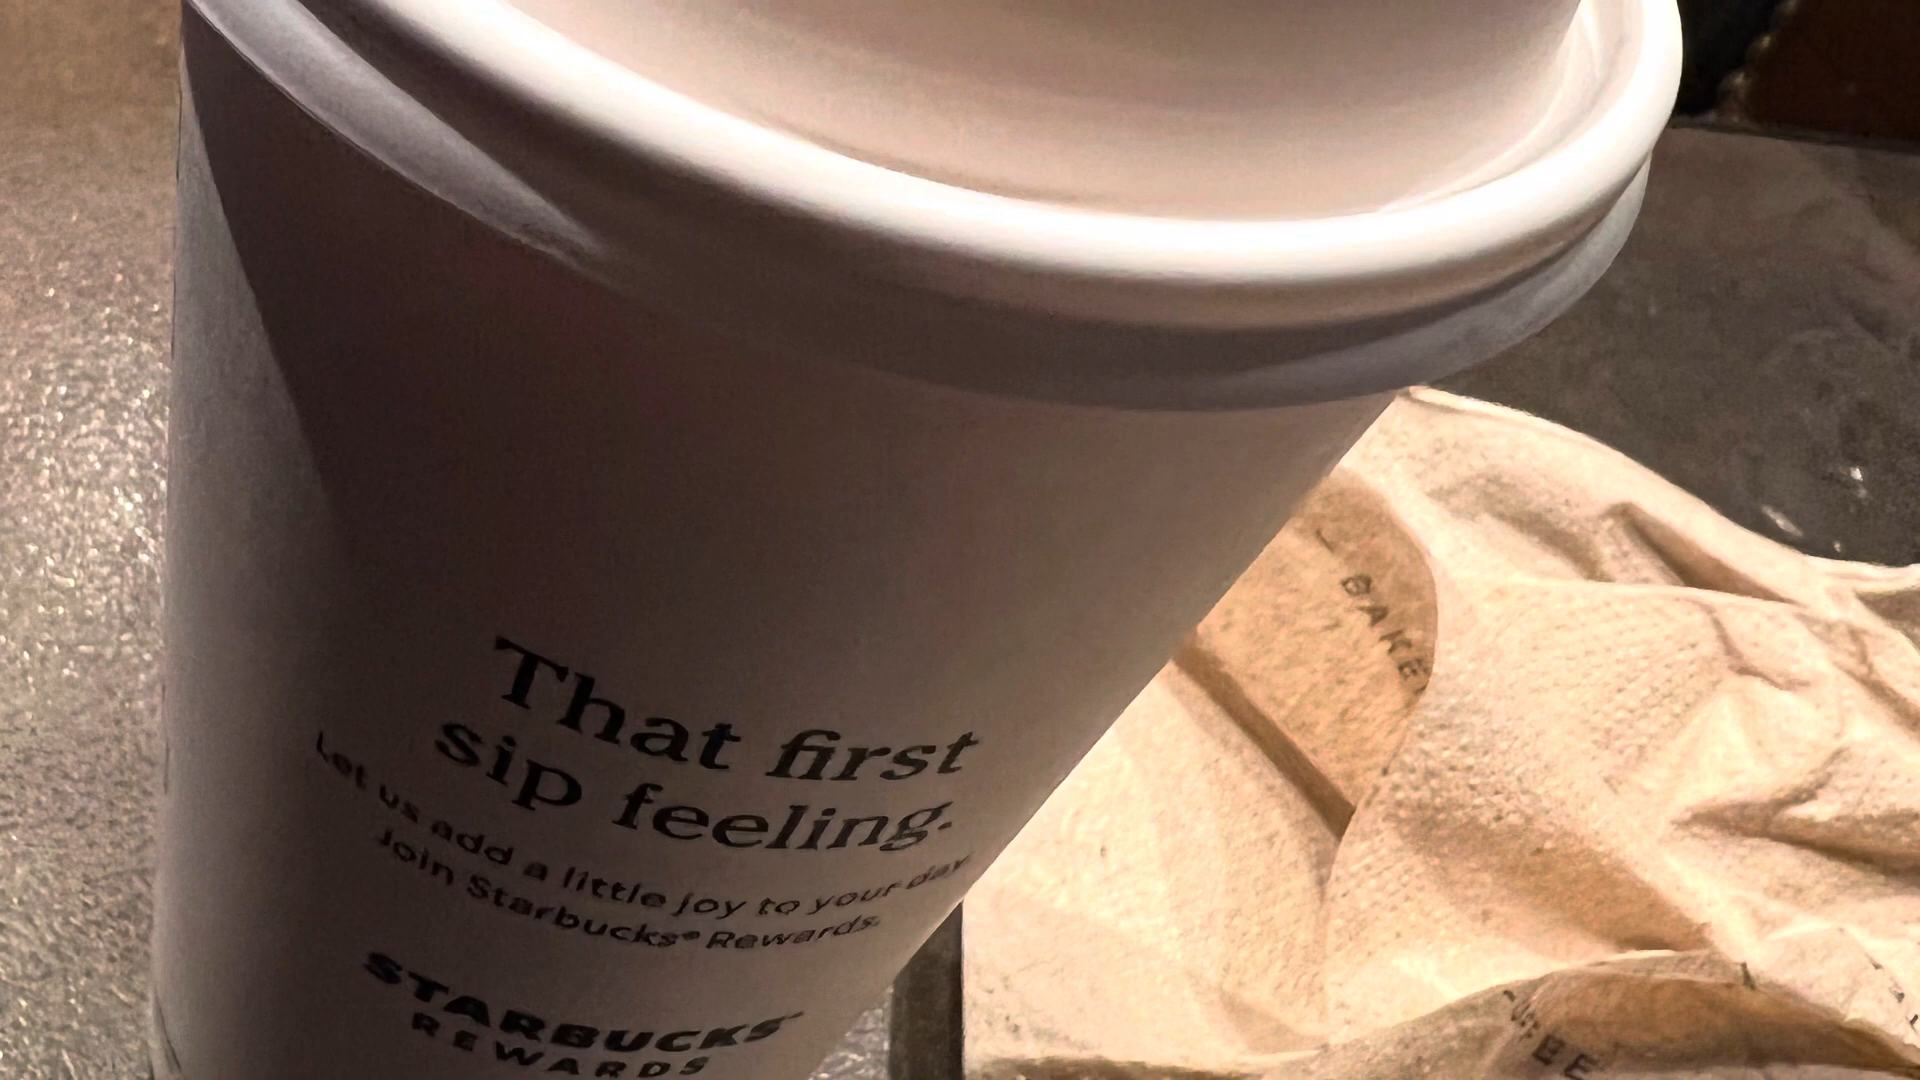 That first
sip feeling.
Let us add a little joy to your day
Join Starbucks® Rewards.
STARBUCKS®
REWARDS
BAKE